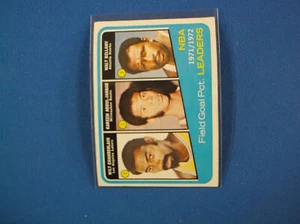 NBA
1971/1972
Field Goal Pct. LEADERS
WALT BELLAMY
KAREEM ABDUL-JABBAR
WILT CHAMBERLAIN